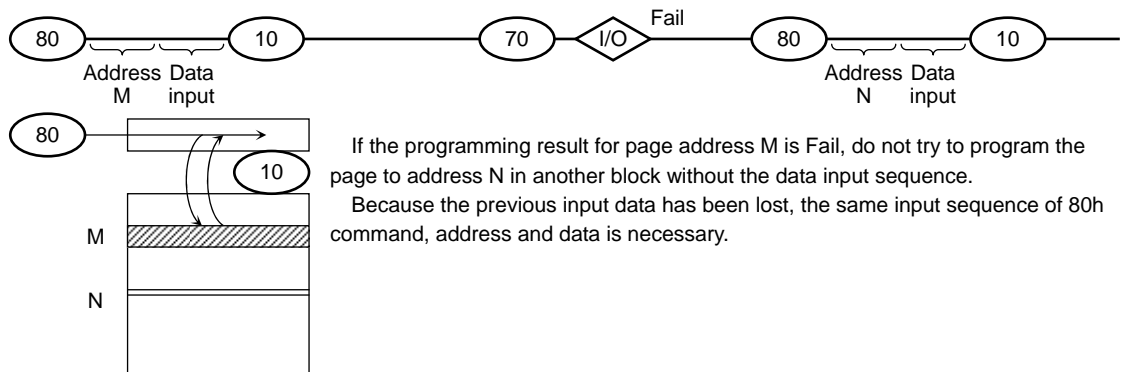 Fail
80 10 70 I/O 80 10
Address Data Address Data
M input N input
80
If the programming result for page address M is Fail, do not try to program the
10
page to address N in another block without the data input sequence.
Because the previous input data has been lost, the same input sequence of 80h
M
command, address and data is necessary.
N